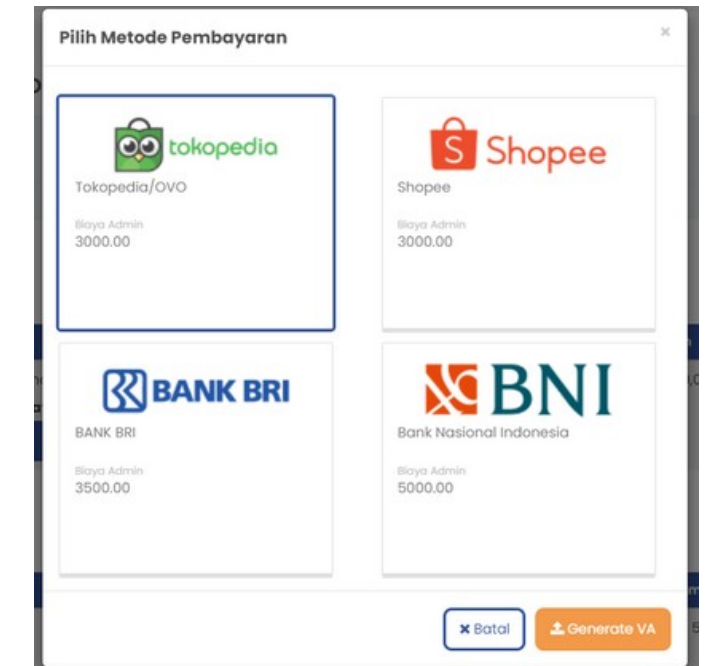 Pilih Metode Pembayaran
×
tokopedia
Tokopedia/OVO
Biaya Admin
3000.00
S Shopee
Shopee
Biaya Admin
3000.00
BANK BRI
BANK BRI
Biaya Admin
3500.00
BNI
Bank Nasional Indonesia
Biaya Admin
5000.00
× Batal
Generate VA